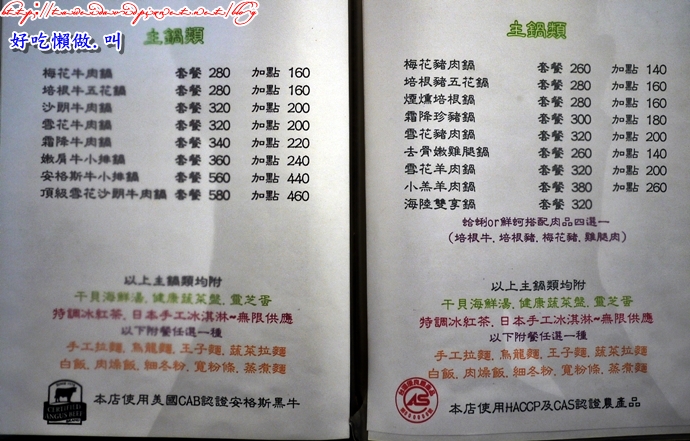 好吃懶做.叫
主鍋類
梅花牛肉鍋 套餐 280 加點 160
培根牛五花鍋 套餐 280 加點 160
沙朗牛肉鍋 套餐 320 加點 200
雪花牛肉鍋 套餐 320 加點 200
霜降牛肉鍋 套餐 340 加點 220
嫩肩牛小排鍋 套餐 360 加點 240
安格斯牛小排鍋 套餐 560 加點 440
頂級雪花沙朗牛肉鍋 套餐 580 加點 460
以上主鍋類均附
干貝海鮮湯.健康蔬菜盤.靈芝香
特調冰紅茶.日本手工冰淇淋~無限供應
以下附餐任選一種
手工拉麵.烏龍麵.王子麵.蔬菜拉麵
白飯.肉燥飯.細冬粉.寬粉條.蒸煮麵
CERTIFIED
ANGUS BEEF
本店使用美國CAB認證安格斯黑牛
主鍋類
梅花豬肉鍋 套餐 260 加點 140
培根豬五花鍋 套餐 280 加點 160
煙燻培根鍋 套餐 280 加點 160
霜降珍豬鍋 套餐 300 加點 180
雪花豬肉鍋 套餐 320 加點 200
去骨嫩雞腿鍋 套餐 260 加點 140
雪花羊肉鍋 套餐 320 加點 200
小羔羊肉鍋 套餐 380 加點 260
海陸雙享鍋 套餐 320
蛤蜊or鮮蚵搭配肉品四選一
(培根牛.培根豬.梅花豬.雞腿肉)
以上主鍋類均附
干貝海鮮湯.健康蔬菜盤.靈芝香
特調冰紅茶.日本手工冰淇淋~無限供應
以下附餐任選一種
手工拉麵.烏龍麵.王子麵.蔬菜拉麵
白飯.肉燥飯.細冬粉.寬粉條.蒸煮麵
本店使用HACCP及CAS認證農產品